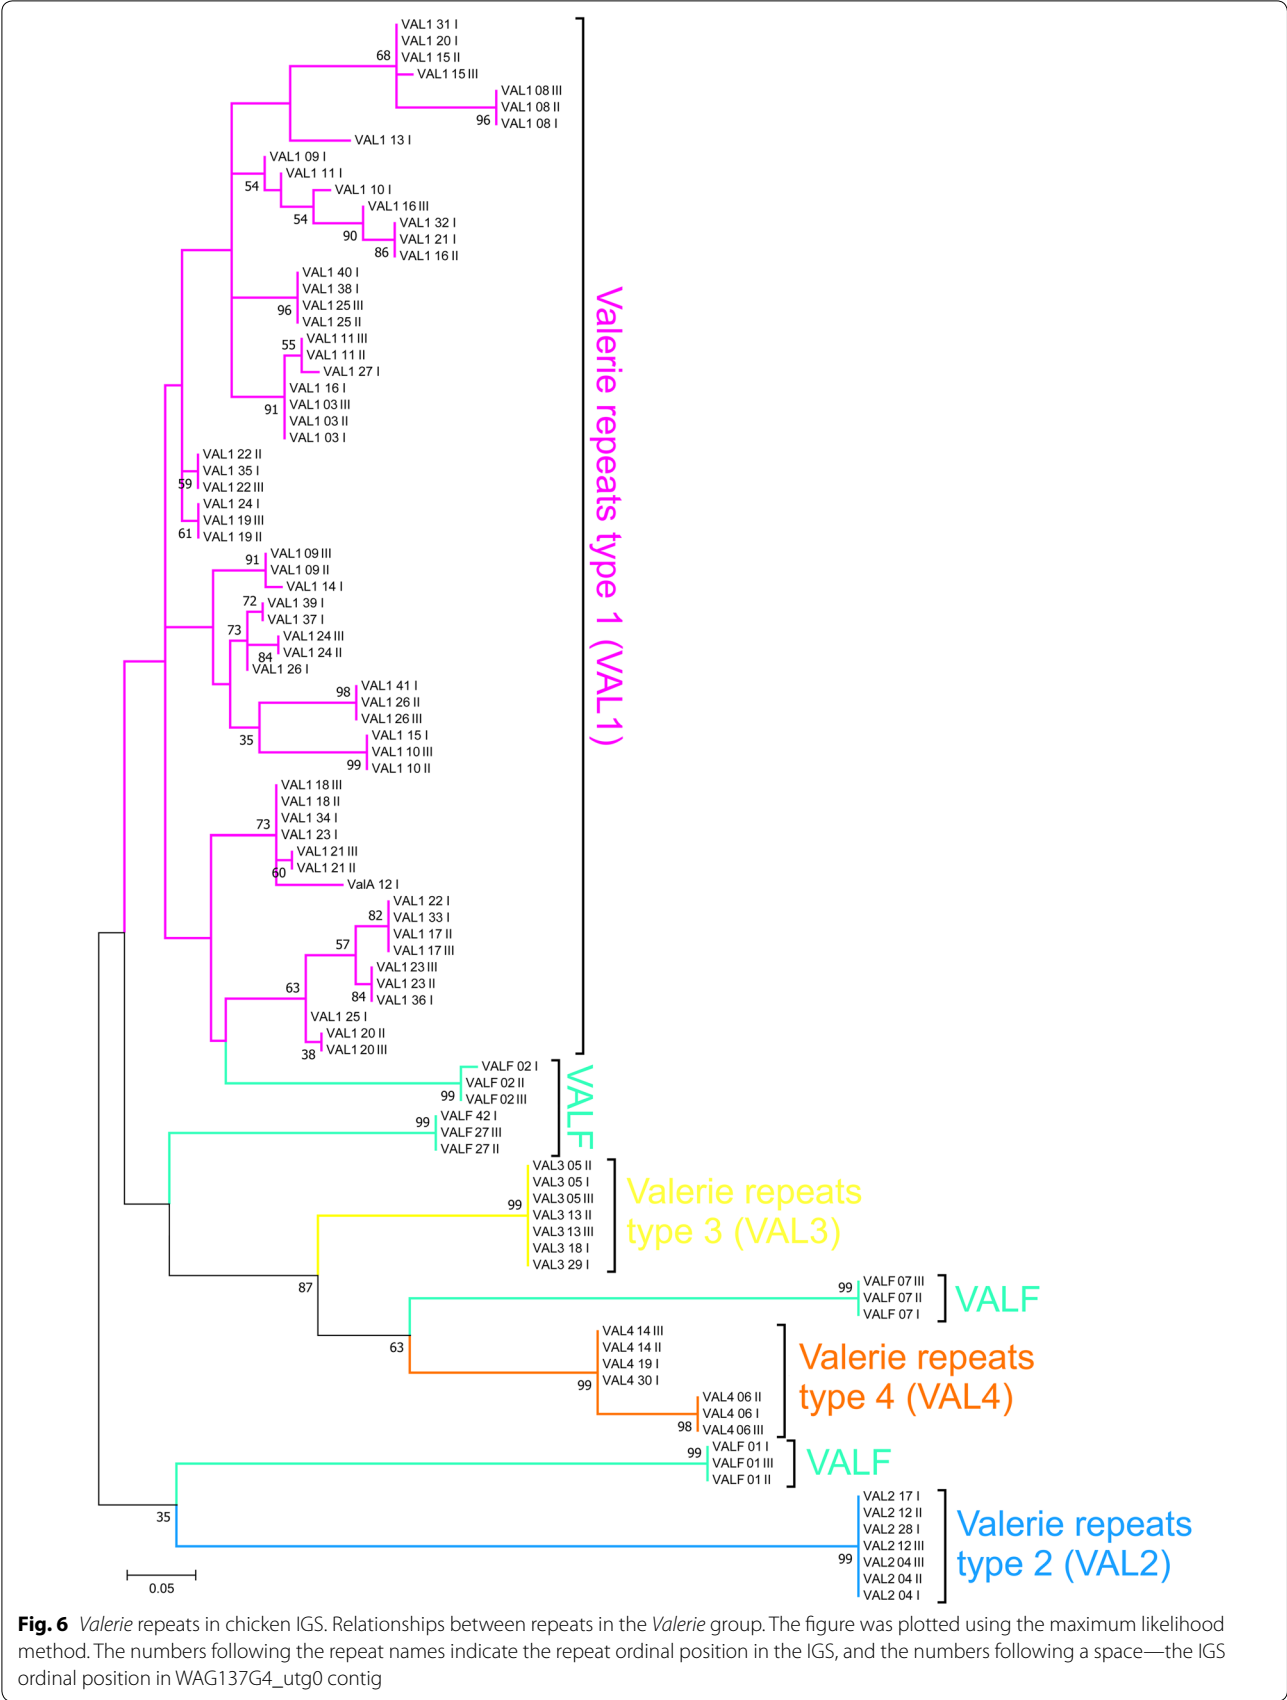 VAL1 31 I
VAL1 20 I
VAL1 15 II
68
VAL1 15 III
VAL1 08 III
VAL1 08 II
VAL1 08 I
96
VAL1 13 I
VAL1 09 I
VAL1 11 I
54
VAL1 10 I
VAL1 16 III
54
VAL1 32 I
90
VAL1 21 I
86
VAL1 16 II
VAL1 40 I
VAL1 38 I
VAL1 25 III
96
VAL1 25 II
VAL1 11 III
55
VAL1 11 II
VAL1 27 I
VAL1 16 I
VAL1 03 III
91
VAL1 03 II
VAL1 03 I
VAL1 22 II
VAL1 35 I
59
VAL1 22 III
VAL1 24 I
VAL1 19 III
61
VAL1 19 II
VAL1 09 III
91
VAL1 09 II
VAL1 14 I
72
VAL1 39 I
VAL1 37 I
73
VAL1 24 III
VAL1 24 II
84
VAL1 26 I
VAL1 41 I
98
VAL1 26 II
VAL1 26 III
35
VAL1 15 I
VAL1 10 III
99
VAL1 10 II
VAL1 18 III
VAL1 18 II
VAL1 34 I
73
VAL1 23 I
VAL1 21 III
VAL1 21 II
60
ValA 12 I
VAL1 22 I
82
VAL1 33 I
VAL1 17 II
57
VAL1 17 III
VAL1 23 III
VAL1 23 II
63
84
VAL1 36 I
VAL1 25 I
VAL1 20 II
38
VAL1 20 III
Valerie repeats type 1 (VAL1)
VALF 02 I
VALF 02 II
99
VALF 02 III
99
VALF 42 I
VALF 27 III
VALF 27 II
VALF
VAL3 05 II
VAL3 05 I
VAL3 05 III
99
VAL3 13 II
VAL3 13 III
VAL3 18 I
VAL3 29 I
Valerie repeats
type 3 (VAL3)
87
VALF 07 III
99
VALF 07 II
VALF 07 I
VALF
63
VAL4 14 III
VAL4 14 II
VAL4 19 I
VAL4 30 I
99
VAL4 06 II
VAL4 06 I
98
VAL4 06 III
Valerie repeats
type 4 (VAL4)
VALF 01 I
99
VALF 01 III
VALF 01 II
VALF
35
VAL2 17 I
VAL2 12 II
VAL2 28 I
VAL2 12 III
99
VAL2 04 III
VAL2 04 II
VAL2 04 I
Valerie repeats
type 2 (VAL2)
0.05
Fig. 6 Valerie repeats in chicken IGS. Relationships between repeats in the Valerie group. The figure was plotted using the maximum likelihood
method. The numbers following the repeat names indicate the repeat ordinal position in the IGS, and the numbers following a space—the IGS
ordinal position in WAG137G4_utg0 contig